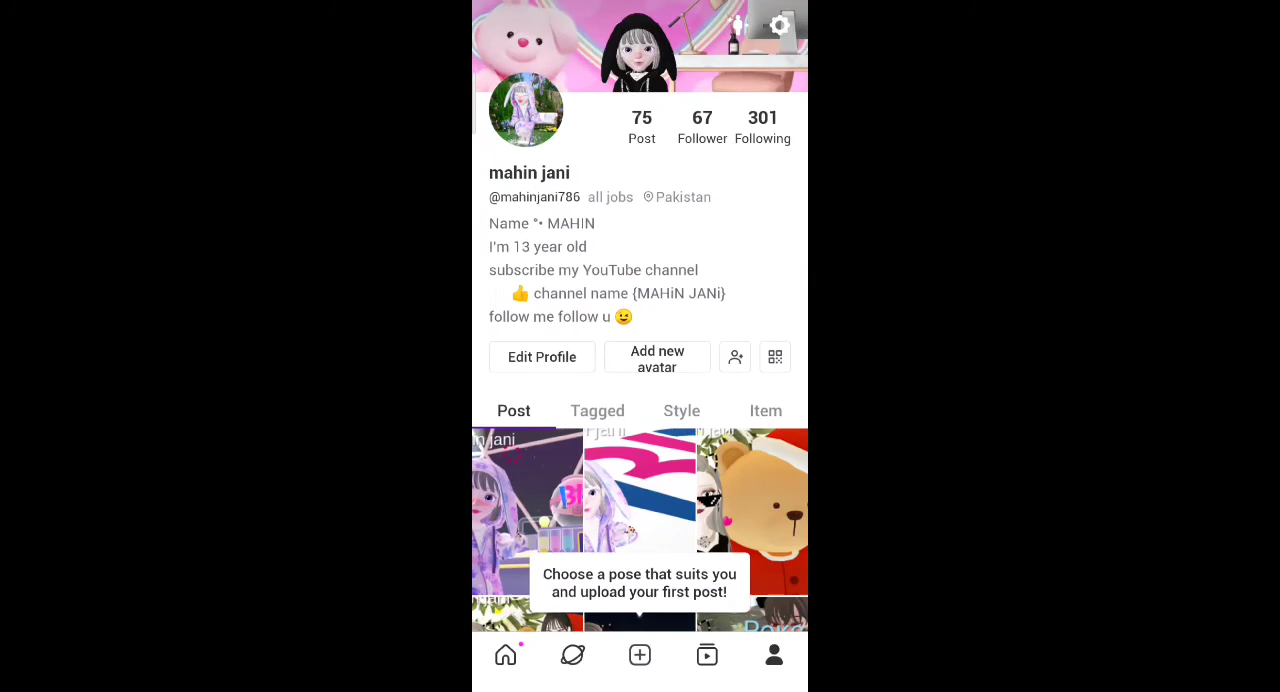 75 67 301
Post Follower Following
mahin jani
@mahinjani786 all jobs Pakistan
Name °• MAHIN
I'm 13 year old
subscribe my YouTube channel
👍 channel name {MAHiN JANi}
follow me follow u 😉
Edit Profile
Add new
avatar
Post Tagged Style Item
n jani
jani
Choose a pose that suits you
and upload your first post!